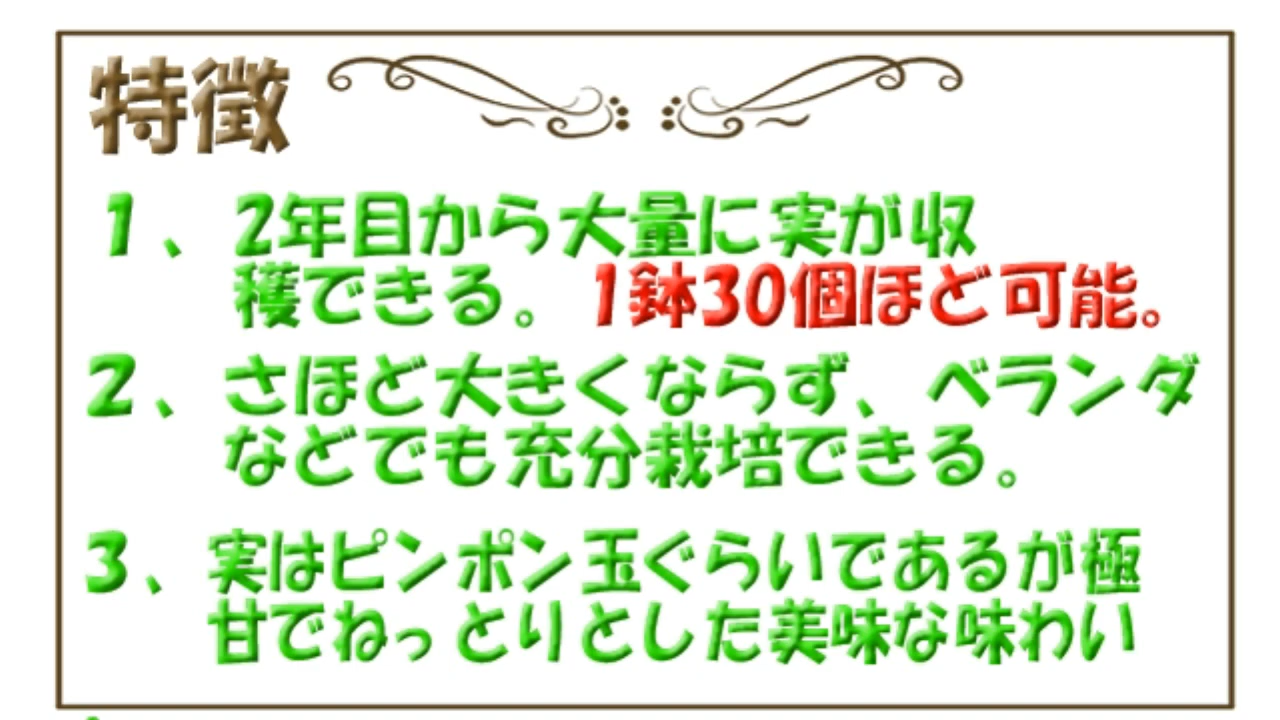 特徴
1、2年目から大量に実が収
穫できる。1鉢30個ほど可能。
2、さほど大きくならず、ベランダ
などでも充分栽培できる。
3、実はピンポン玉ぐらいであるが極
甘でねっとりとした美味な味わい